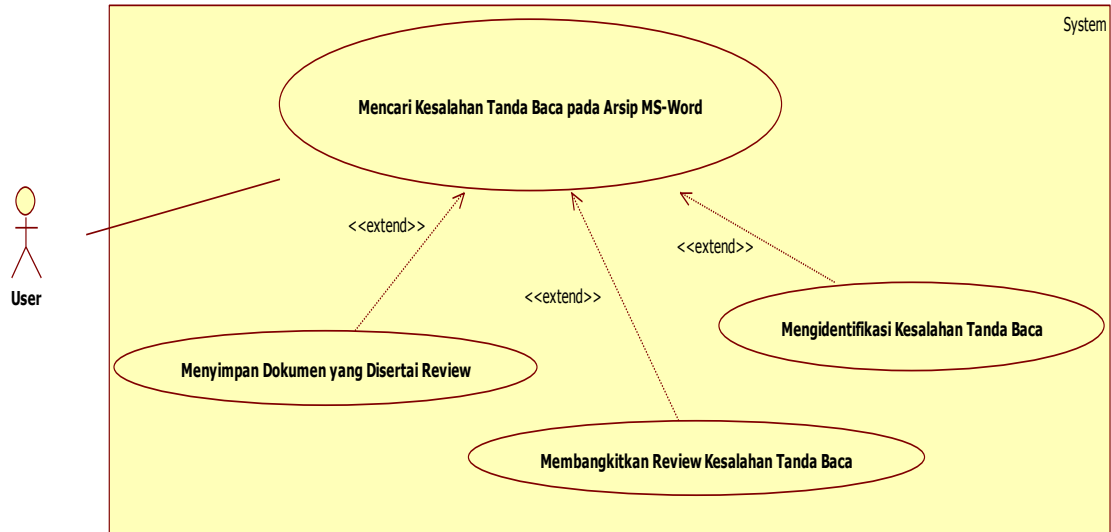 System
Mencari Kesalahan Tanda Baca pada Arsip MS-Word
<<extend>>
<<extend>>
<<extend>>
User
Mengidentifikasi Kesalahan Tanda Baca
Menyimpan Dokumen yang Disertai Review
Membangkitkan Review Kesalahan Tanda Baca